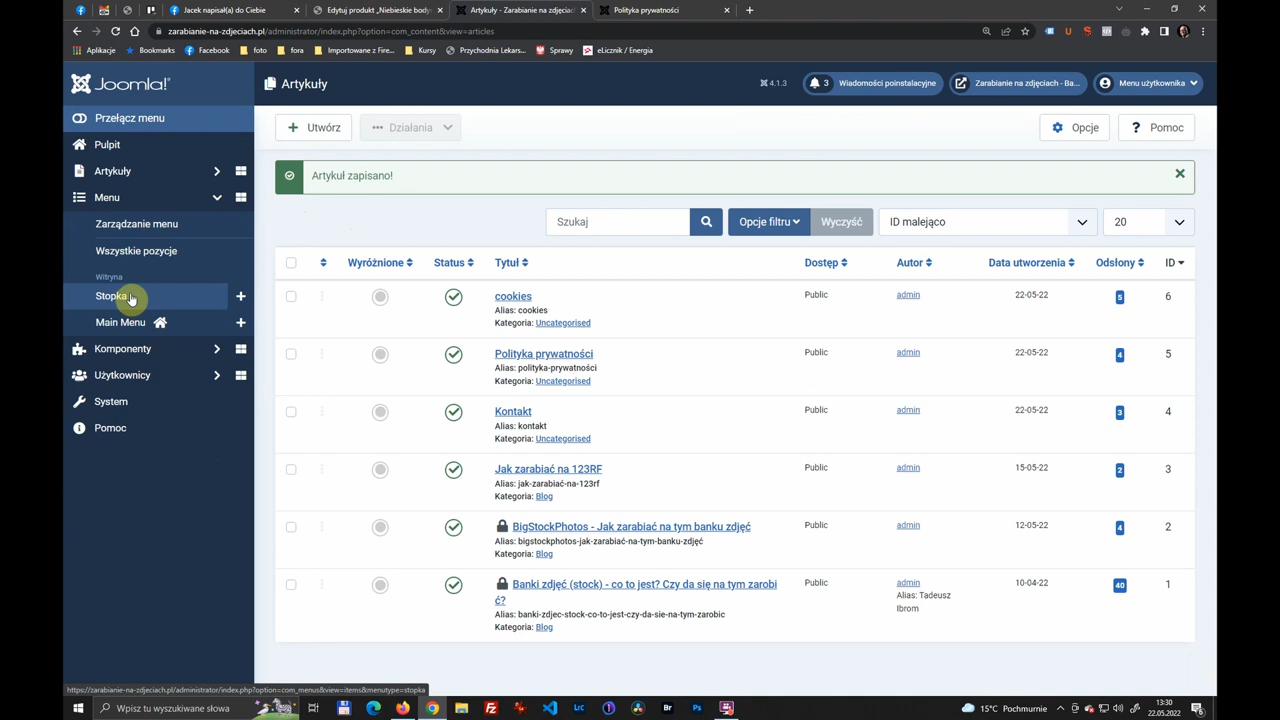 Jacek napisał(a) do Ciebie
Edytuj produkt „Niebieskie body
Artykuły - Zarabianie na zdjęciac
Polityka prywatności
zarabianie-na-zdjeciach.pl/administrator/index.php?option=com_content&view=articles
Aplikacje
Bookmarks
Facebook
foto
fora
Importowane z Fire...
Kursy
Przychodnia Lekars...
Sprawy
eLicznik / Energia
Joomla!
Artykuły
4.1.3
3 Wiadomości poinstalacyjne
Zarabianie na zdjęciach - Ba...
Menu użytkownika
Przełącz menu
Pulpit
Artykuły
Menu
Zarządzanie menu
Wszystkie pozycje
Witryna
Stopka
Main Menu
Komponenty
Użytkownicy
System
Pomoc
Utwórz
Działania
Opcje
Pomoc
Artykuł zapisano!
Szukaj
Opcje filtru
Wyczyść
ID malejąco
20
Wyróżnione Status Tytuł Dostęp Autor Data utworzenia Odsłony ID
cookies Public admin 22-05-22 5 6
Alias: cookies
Kategoria: Uncategorised
Polityka prywatności Public admin 22-05-22 4 5
Alias: polityka-prywatności
Kategoria: Uncategorised
Kontakt Public admin 22-05-22 3 4
Alias: kontakt
Kategoria: Uncategorised
Jak zarabiać na 123RF Public admin 15-05-22 2 3
Alias: jak-zarabiać-na-123rf
Kategoria: Blog
BigStockPhotos - Jak zarabiać na tym banku zdjęć Public admin 12-05-22 4 2
Alias: bigstockphotos-jak-zarabiać-na-tym-banku-zdjęć
Kategoria: Blog
Banki zdjęć (stock) - co to jest? Czy da się na tym zarobi Public admin 10-04-22 40 1
ć?
Alias: Tadeusz
Ibrom
Alias: banki-zdjec-stock-co-to-jest-czy-da-sie-na-tym-zarobic
Kategoria: Blog
https://zarabianie-na-zdjeciach.pl/administrator/index.php?option=com_menus&view=items&menutype=stopka
Wpisz tu wyszukiwane słowa
15°C Pochmurnie
13:30
22.05.2022